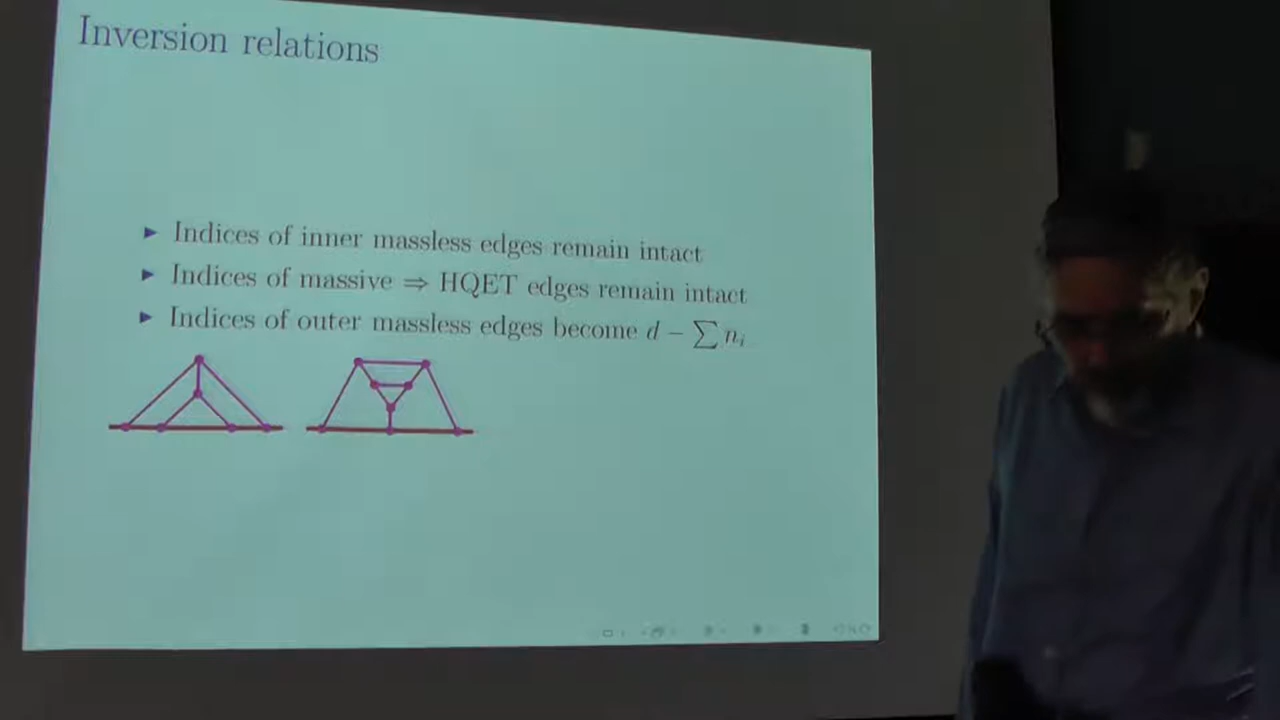 Inversion relations
▶ Indices of inner massless edges remain intact
▶ Indices of massive ⇒ HQET edges remain intact
▶ Indices of outer massless edges become d − ∑ nᵢ